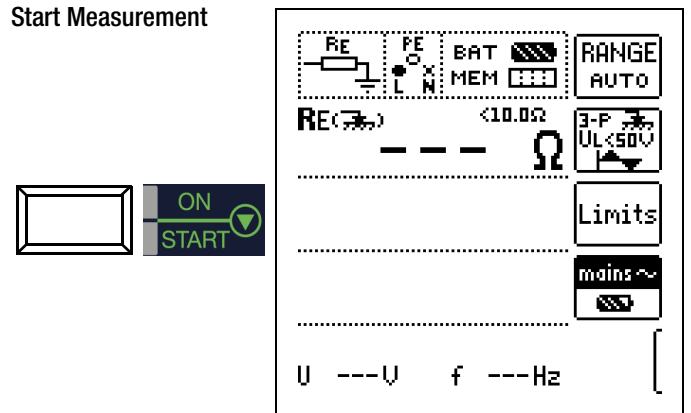 Start Measurement
RE
PE
L N
BAT
MEM
RANGE
AUTO
RE( )
<10.0Ω
--- Ω
3-P
UL<50V
Limits
mains~
ON
START
U ---V f ---Hz